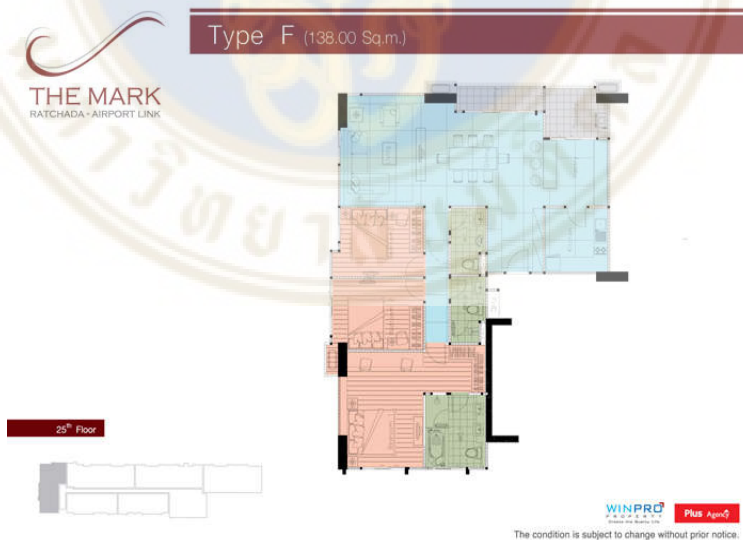 Type F (138.00 Sq.m.)
THE MARK
RATCHADA - AIRPORT LINK
25th Floor
WINPRO
PROPERTY
Plus Agency
The condition is subject to change without prior notice.